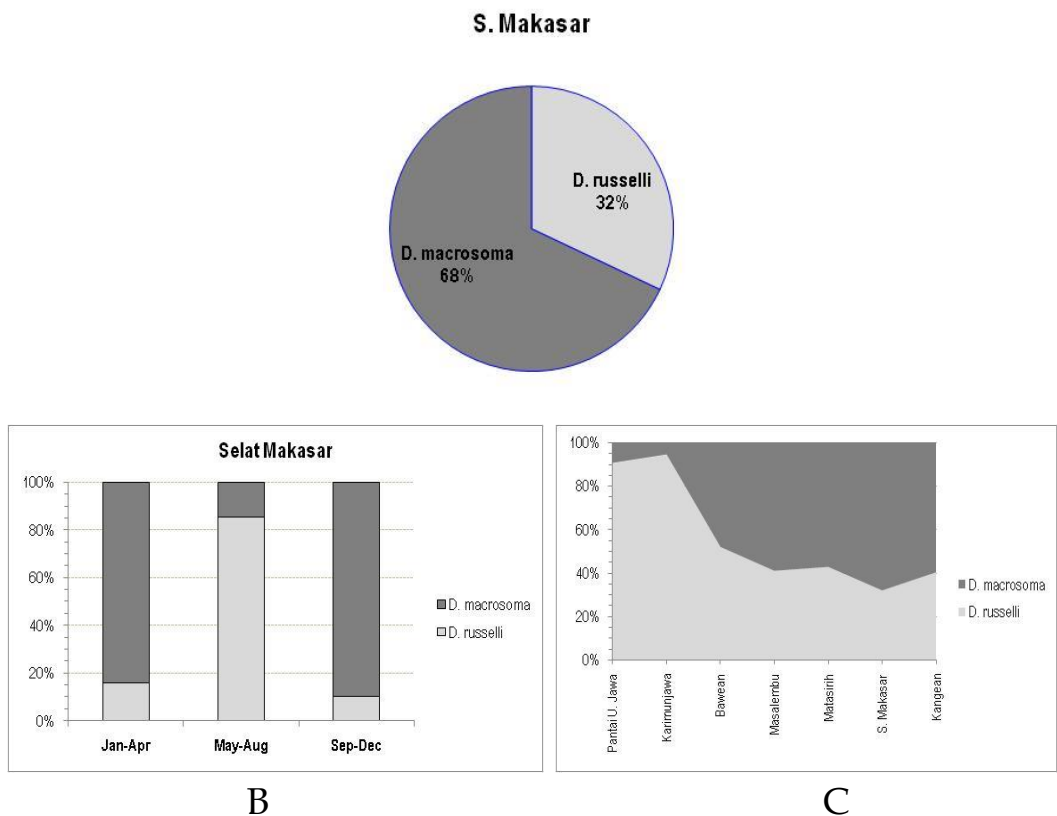 S. Makasar
D. russelli
32%
D. macrosoma
68%
Selat Makasar
100%
80%
60%
40%
20%
0%
Jan-Apr
May-Aug
Sep-Dec
D. macrosoma
D. russelli
B
100%
80%
60%
40%
20%
0%
Pantai U. Jawa
Karimunjawa
Bawean
Masalembu
Matasirih
S. Makasar
Kangean
D. macrosoma
D. russelli
C